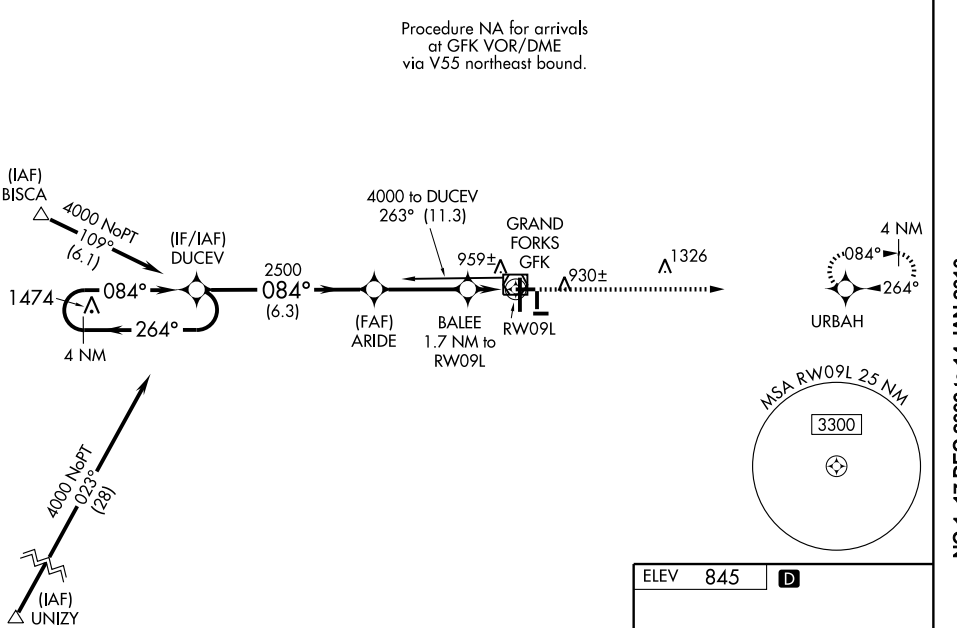 Procedure NA for arrivals
at GFK VOR/DME
via V55 northeast bound.
(IAF)
BISCA
4000 NoPT
109°
(6.1)
(IF/IAF)
DUCEV
4000 to DUCEV
263° (11.3)
GRAND
FORKS
GFK
959±
930±
1326
4 NM
084°
264°
URBAH
1474
084°
264°
4 NM
2500
084°
(6.3)
(FAF)
ARIDE
BALEE
1.7 NM to
RW09L
RW09L
MSA RW09L 25 NM
3300
4000 NoPT
023°
(28)
(IAF)
UNIZY
ELEV 845 D